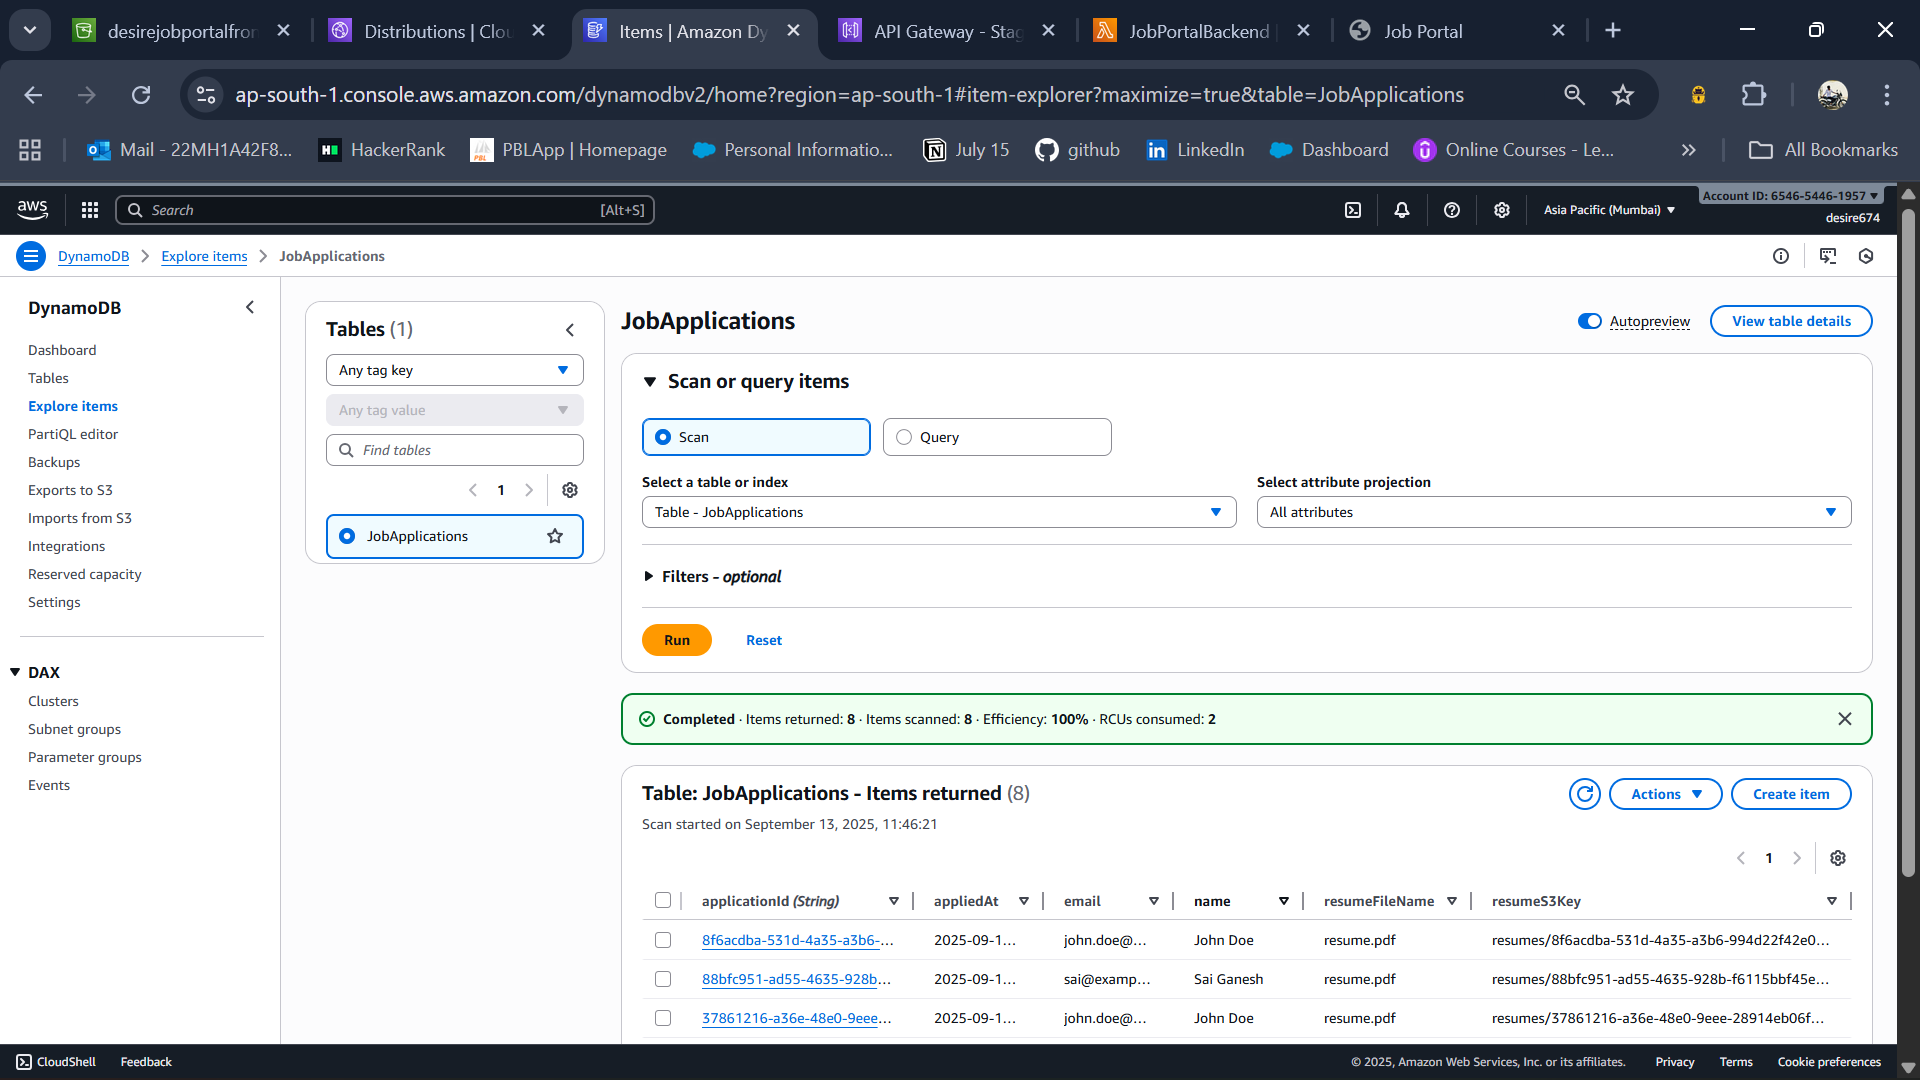 desirejobportalfron
Distributions | Clou
Items | Amazon Dy
API Gateway - Stag
JobPortalBackend
Job Portal
ap-south-1.console.aws.amazon.com/dynamodbv2/home?region=ap-south-1#item-explorer?maximize=true&table=JobApplications
Mail - 22MH1A42F8...
HackerRank
PBLApp | Homepage
Personal Informatio...
July 15
github
LinkedIn
Dashboard
Online Courses - Le...
All Bookmarks
aws
Search
[Alt+S]
Asia Pacific (Mumbai)
Account ID: 6546-5446-1957
desire674
DynamoDB
Explore items
JobApplications
DynamoDB
Dashboard
Tables
Explore items
PartiQL editor
Backups
Exports to S3
Imports from S3
Integrations
Reserved capacity
Settings
DAX
Clusters
Subnet groups
Parameter groups
Events
Tables (1)
Any tag key
Any tag value
Find tables
1
JobApplications
JobApplications
Autopreview
View table details
Scan or query items
Scan
Query
Select a table or index
Table - JobApplications
Select attribute projection
All attributes
Filters - optional
Run
Reset
Completed · Items returned: 8 · Items scanned: 8 · Efficiency: 100% · RCUs consumed: 2
Table: JobApplications - Items returned (8)
Scan started on September 13, 2025, 11:46:21
Actions
Create item
1
applicationId (String) appliedAt email name resumeFileName resumeS3Key
8f6acdba-531d-4a35-a3b6-... 2025-09-1... john.doe@... John Doe resume.pdf resumes/8f6acdba-531d-4a35-a3b6-994d22f42e0...
88bfc951-ad55-4635-928b... 2025-09-1... sai@examp... Sai Ganesh resume.pdf resumes/88bfc951-ad55-4635-928b-f6115bbf45e...
37861216-a36e-48e0-9eee... 2025-09-1... john.doe@... John Doe resume.pdf resumes/37861216-a36e-48e0-9eee-28914eb06f...
CloudShell
Feedback
© 2025, Amazon Web Services, Inc. or its affiliates.
Privacy
Terms
Cookie preferences